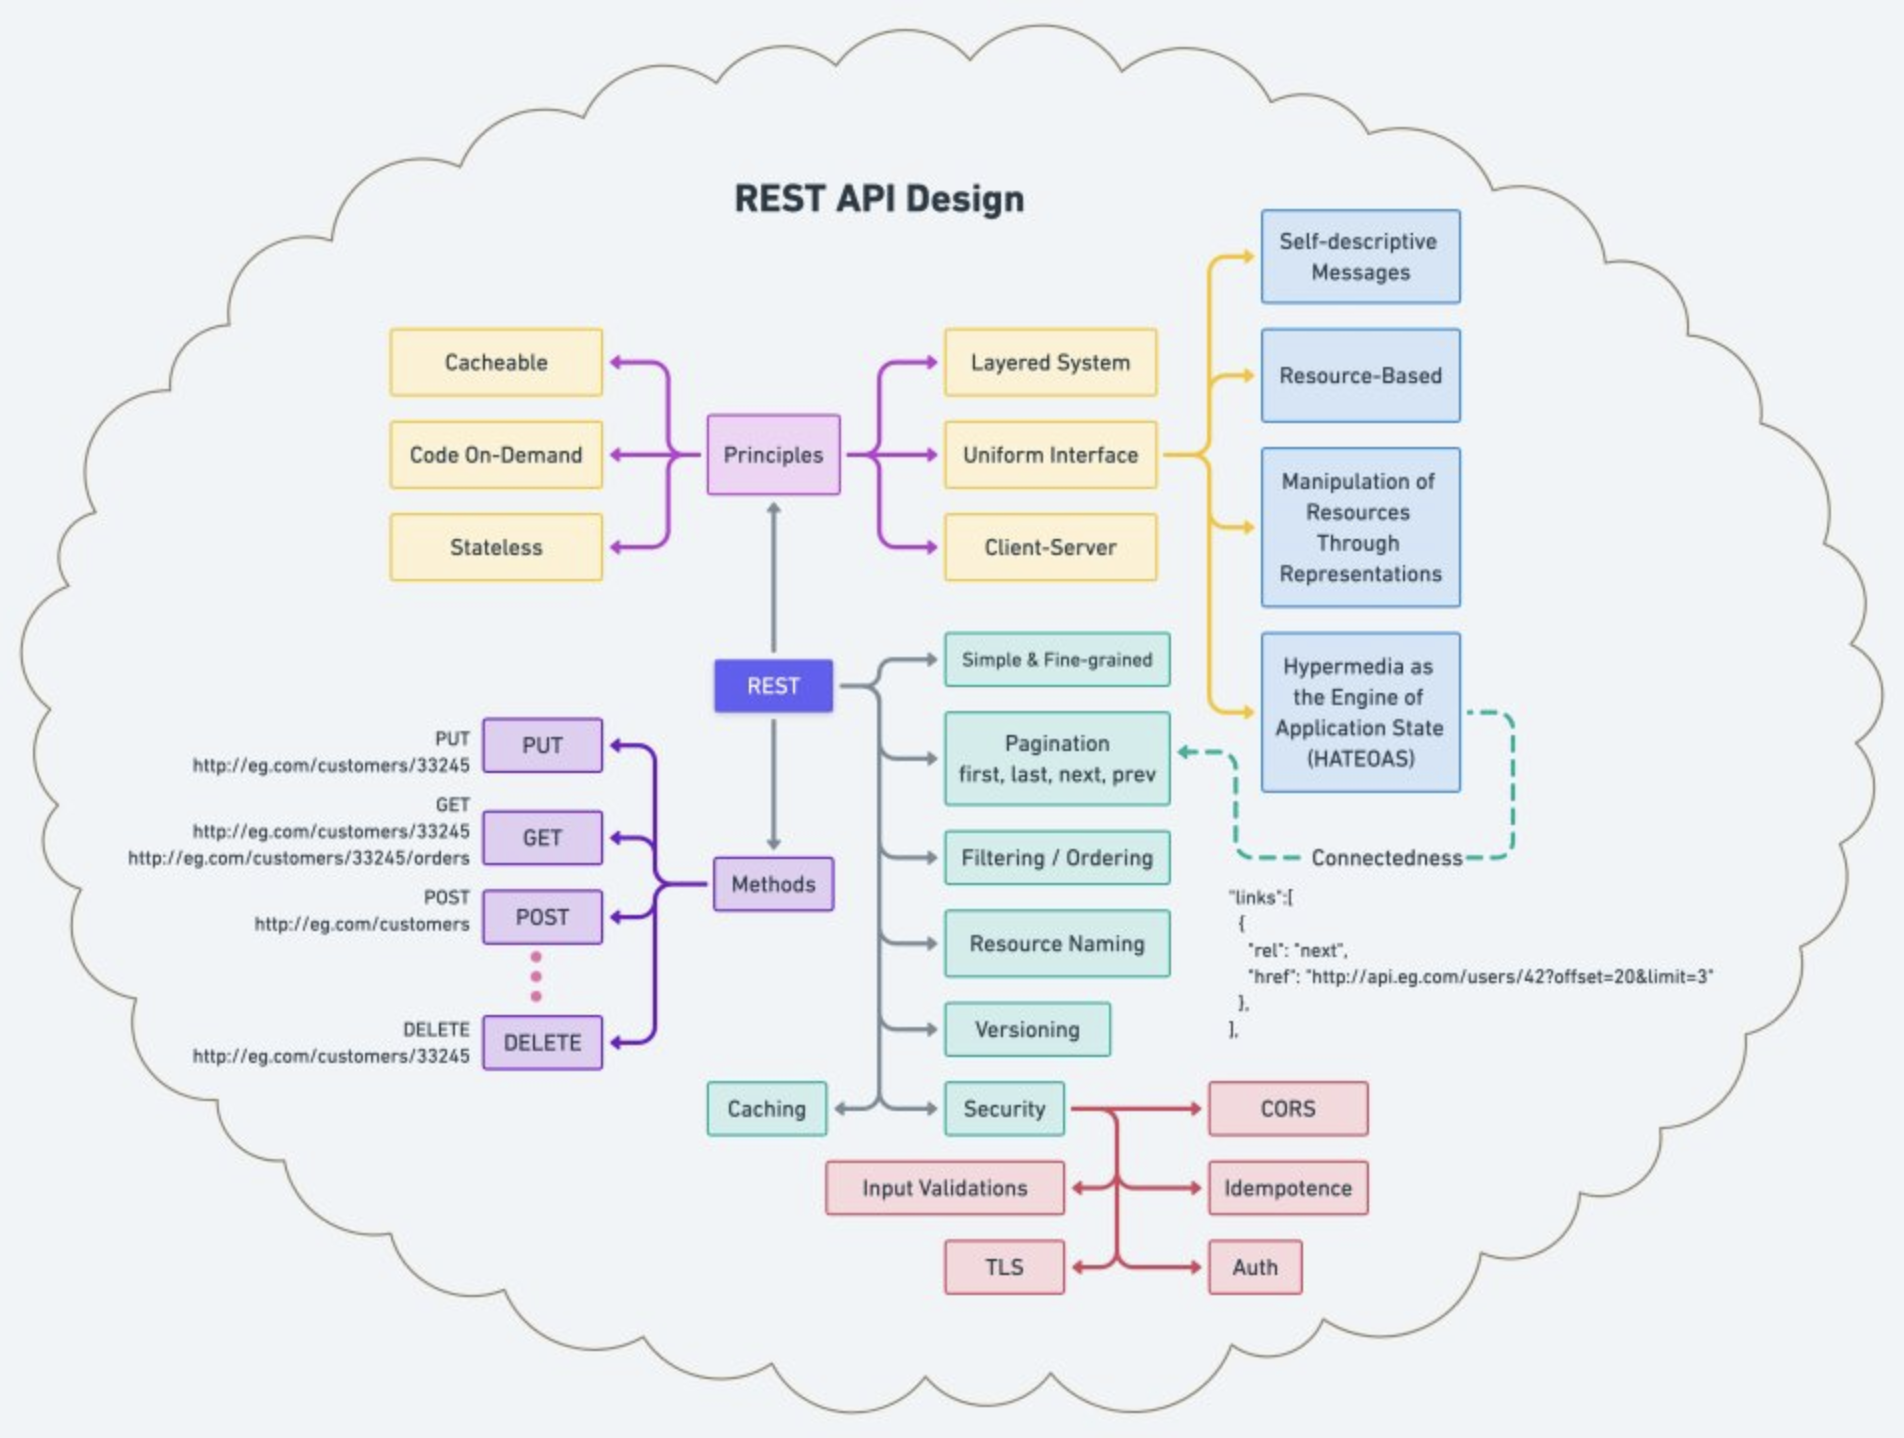 REST API Design
Self-descriptive
Messages
Cacheable
Layered System
Resource-Based
Code On-Demand
Principles
Uniform Interface
Manipulation of
Resources
Through
Representations
Stateless
Client-Server
REST
Simple & Fine-grained
Hypermedia as
the Engine of
Application State
(HATEOAS)
PUT
http://eg.com/customers/33245
PUT
Pagination
first, last, next, prev
GET
http://eg.com/customers/33245
http://eg.com/customers/33245/orders
GET
Filtering / Ordering
Connectedness
Methods
POST
http://eg.com/customers
POST
Resource Naming
"links":[
{
"rel": "next",
"href": "http://api.eg.com/users/42?offset=20&limit=3"
},
],
DELETE
http://eg.com/customers/33245
DELETE
Versioning
Caching
Security
CORS
Input Validations
Idempotence
TLS
Auth